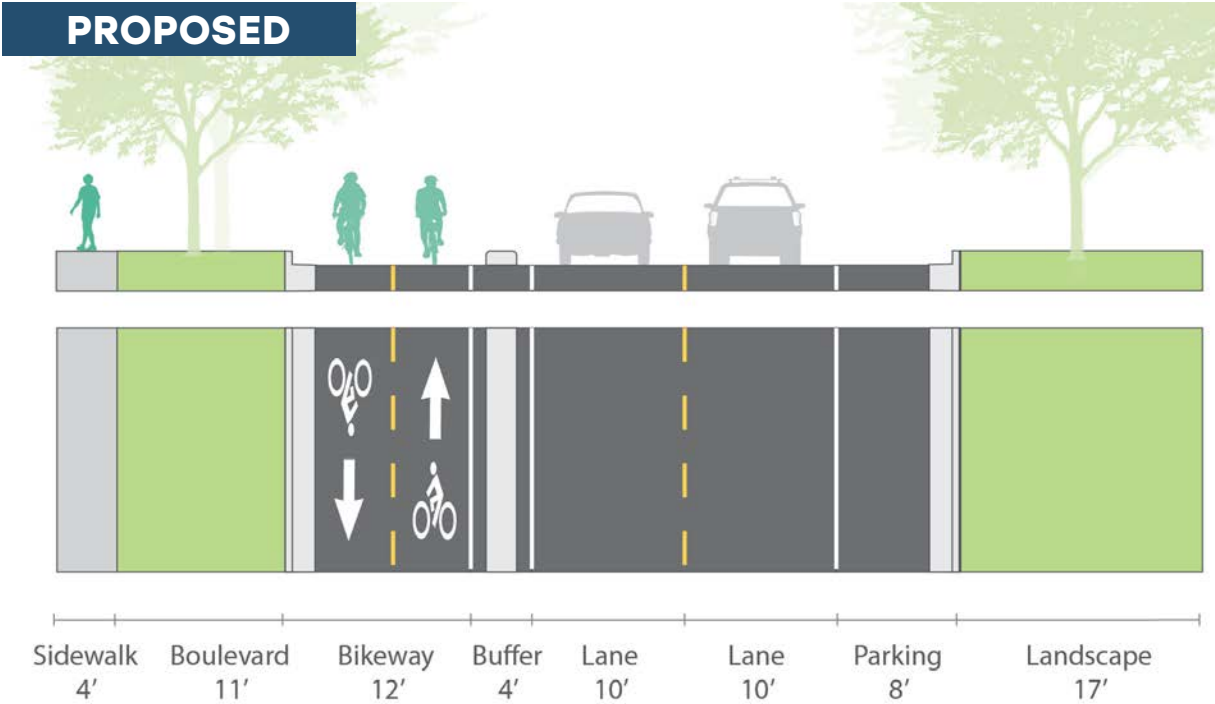 PROPOSED
Sidewalk Boulevard Bikeway Buffer Lane Lane Parking Landscape
4′ 11′ 12′ 4′ 10′ 10′ 8′ 17′